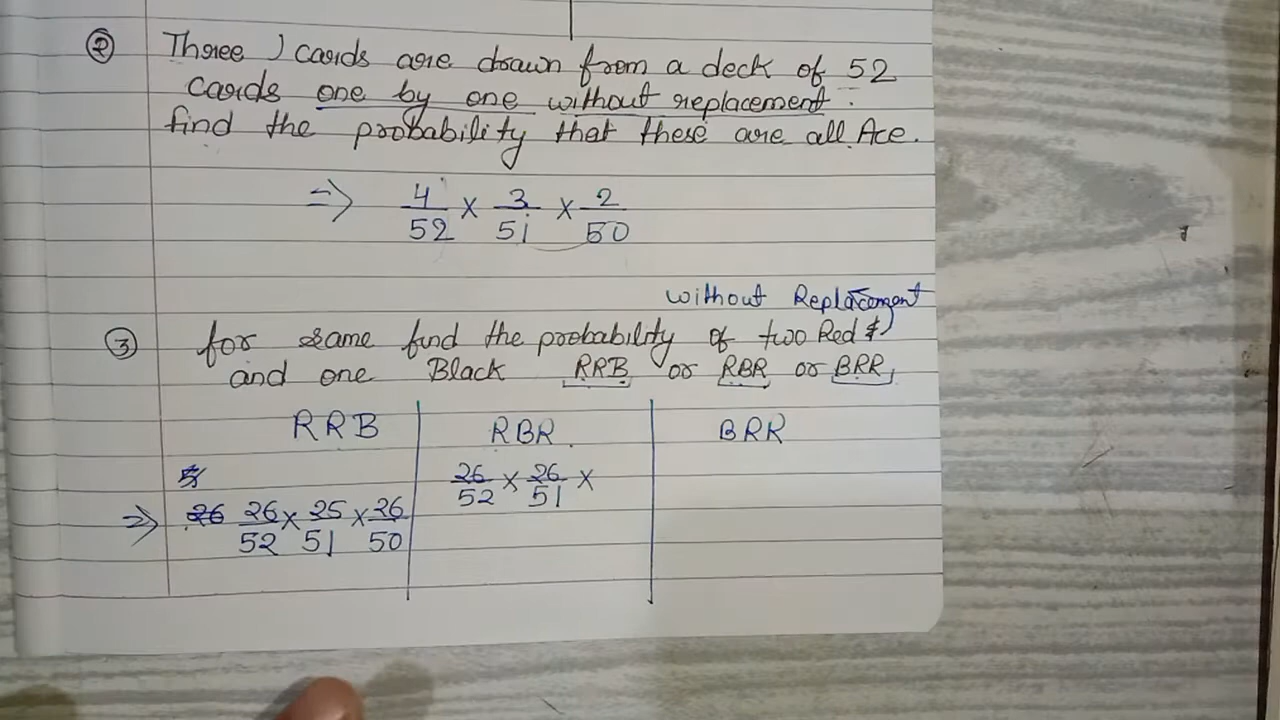 ② Three ) cards are drawn from a deck of 52
cards one by one without replacement.
find the probability that these are all Ace.
⇒ 4/52 × 3/51 × 2/50
without Replacement
③ for same find the probability of two Red &
and one Black RRB or RBR or BRR,
RRB RBR. BRR
26/52 × 26/51 ×
⇒ 26/52 × 25/51 × 26/50